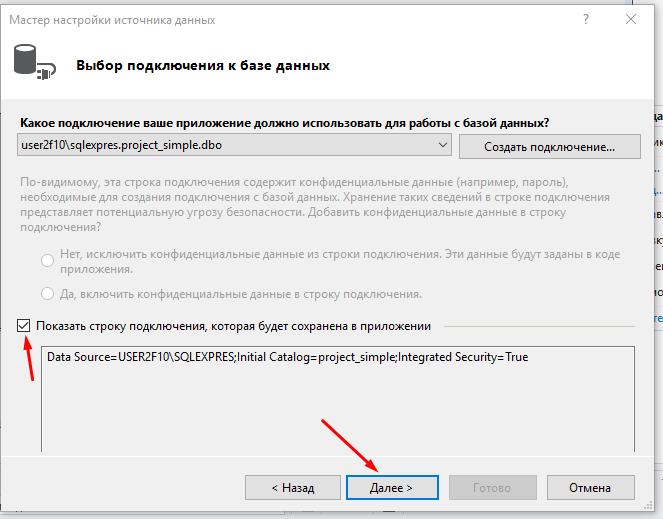 Мастер настройки источника данных
?
Выбор подключения к базе данных
Какое подключение ваше приложение должно использовать для работы с базой данных?
user2f10\sqlexpres.project_simple.dbo
Создать подключение...
По-видимому, эта строка подключения содержит конфиденциальные данные (например, пароль),
необходимые для создания подключения с базой данных. Хранение таких сведений в строке подключения
представляет потенциальную угрозу безопасности. Добавить конфиденциальные данные в строку
подключения?
Нет, исключить конфиденциальные данные из строки подключения. Эти данные будут заданы в коде
приложения.
Да, включить конфиденциальные данные в строку подключения.
Показать строку подключения, которая будет сохранена в приложении
Data Source=USER2F10\SQLEXPRES;Initial Catalog=project_simple;Integrated Security=True
< Назад
Далее >
Готово
Отмена